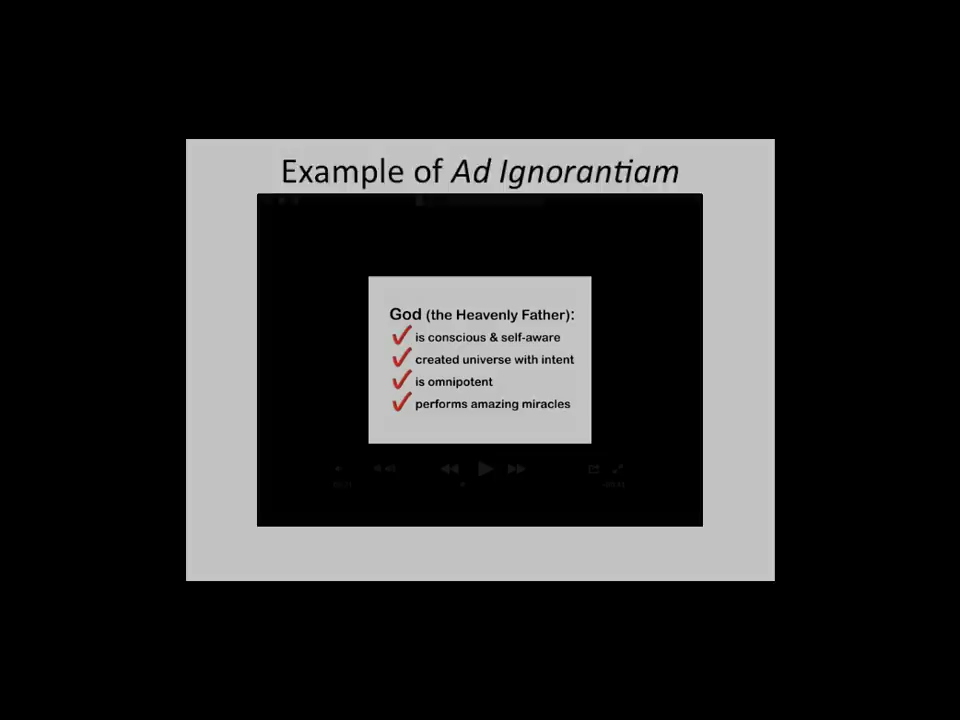 Example of Ad Ignorantiam
God (the Heavenly Father):
is conscious & self-aware
created universe with intent
is omnipotent
performs amazing miracles